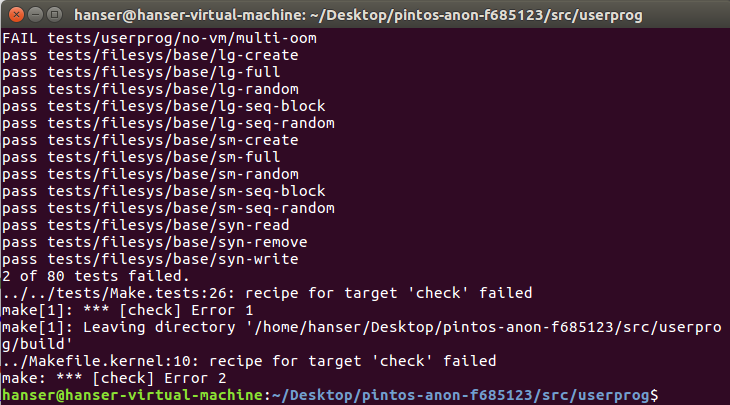 hanser@hanser-virtual-machine: ~/Desktop/pintos-anon-f685123/src/userprog
FAIL tests/userprog/no-vm/multi-oom
pass tests/filesys/base/lg-create
pass tests/filesys/base/lg-full
pass tests/filesys/base/lg-random
pass tests/filesys/base/lg-seq-block
pass tests/filesys/base/lg-seq-random
pass tests/filesys/base/sm-create
pass tests/filesys/base/sm-full
pass tests/filesys/base/sm-random
pass tests/filesys/base/sm-seq-block
pass tests/filesys/base/sm-seq-random
pass tests/filesys/base/syn-read
pass tests/filesys/base/syn-remove
pass tests/filesys/base/syn-write
2 of 80 tests failed.
../../tests/Make.tests:26: recipe for target 'check' failed
make[1]: *** [check] Error 1
make[1]: Leaving directory '/home/hanser/Desktop/pintos-anon-f685123/src/userpro
g/build'
../Makefile.kernel:10: recipe for target 'check' failed
make: *** [check] Error 2
hanser@hanser-virtual-machine:~/Desktop/pintos-anon-f685123/src/userprog$